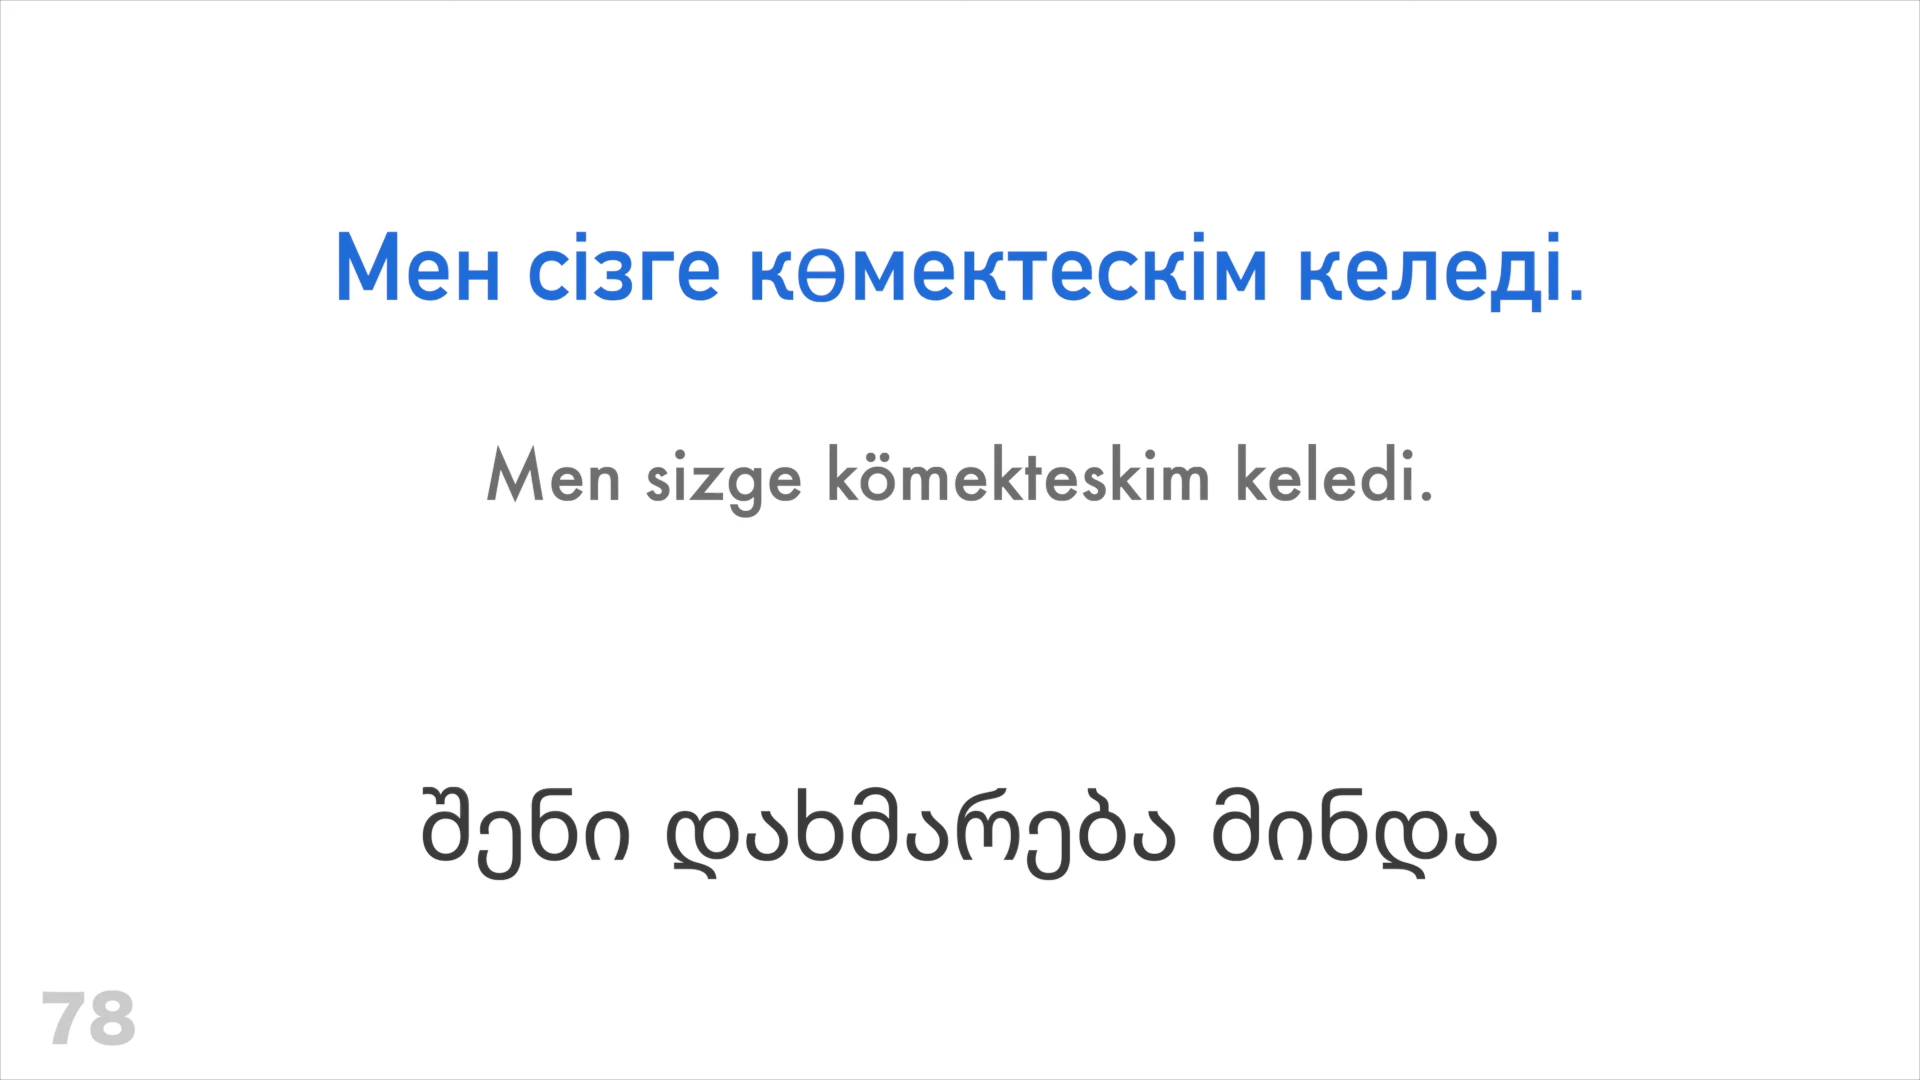 Мен сізге көмектескім келеді.
Men sizge kömekteskim keledi.
შენი დახმარება მინდა
78